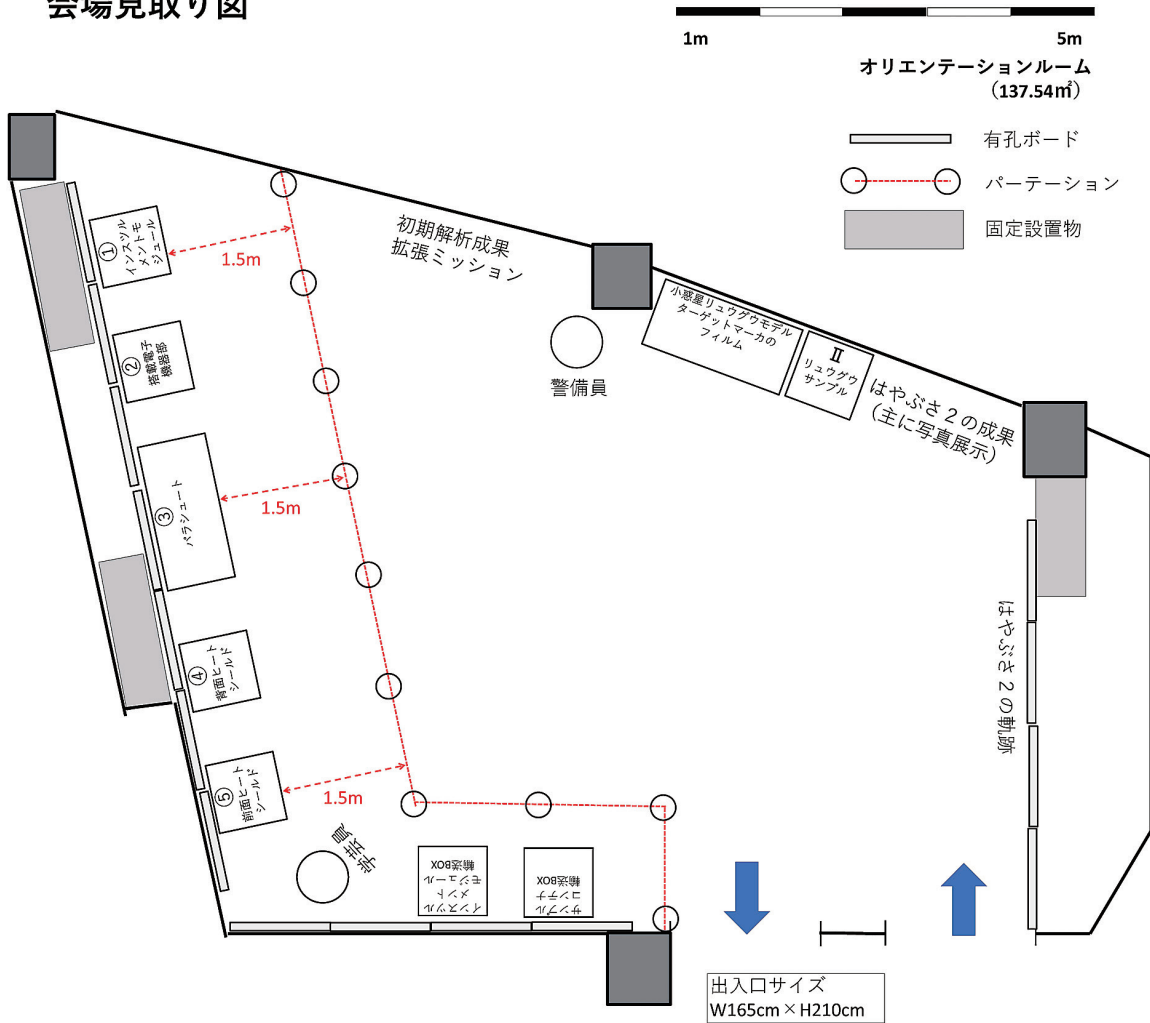 会場見取り図
1m
5m
オリエンテーションルーム
（137.54㎡）
有孔ボード
パーテーション
固定設置物
①
インスツル
メントモ
ジュール
1.5m
初期解析成果
拡張ミッション
②
搭載電子
機器部
警備員
小惑星リュウグウモデル
ターゲットマーカの
フィルム
Ⅱ
リュウグウ
サンプル
はやぶさ２の成果
（主に写真展示）
③
パラシュート
1.5m
はやぶさ２の軌跡
④
背面ヒート
シールド
⑤
前面ヒート
シールド
1.5m
学芸員
インスツル
メント
モジュール
輸送BOX
サンプル
コンテナ
輸送BOX
出入口サイズ
W165cm×H210cm